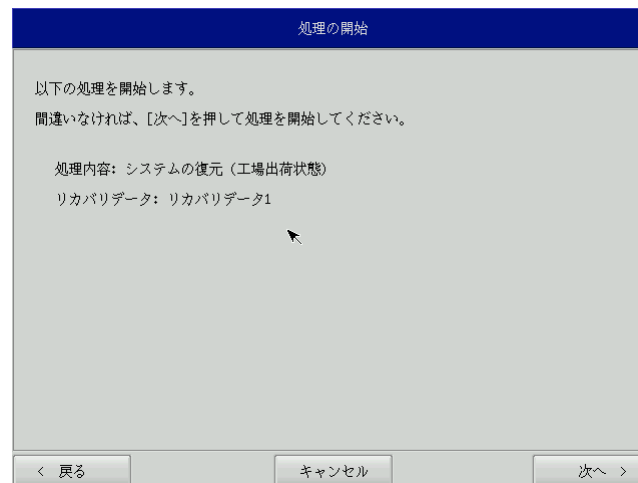 処理の開始
以下の処理を開始します。
間違いなければ、[次へ]を押して処理を開始してください。
処理内容: システムの復元（工場出荷状態）
リカバリデータ: リカバリデータ1
< 戻る
キャンセル
次へ >